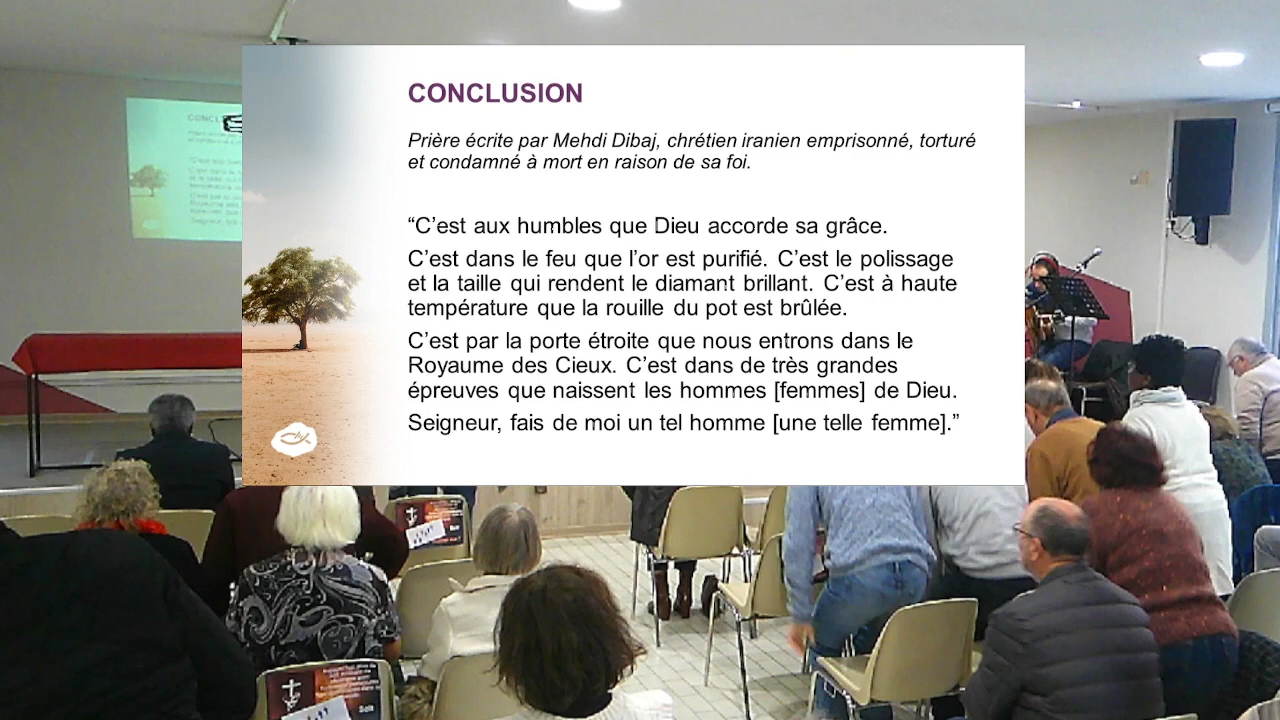 CONCLUSION
Prière écrite par Mehdi Dibaj, chrétien iranien emprisonné, torturé
et condamné à mort en raison de sa foi.
“C’est aux humbles que Dieu accorde sa grâce.
C’est dans le feu que l’or est purifié. C’est le polissage
et la taille qui rendent le diamant brillant. C’est à haute
température que la rouille du pot est brûlée.
C’est par la porte étroite que nous entrons dans le
Royaume des Cieux. C’est dans de très grandes
épreuves que naissent les hommes [femmes] de Dieu.
Seigneur, fais de moi un tel homme [une telle femme].”